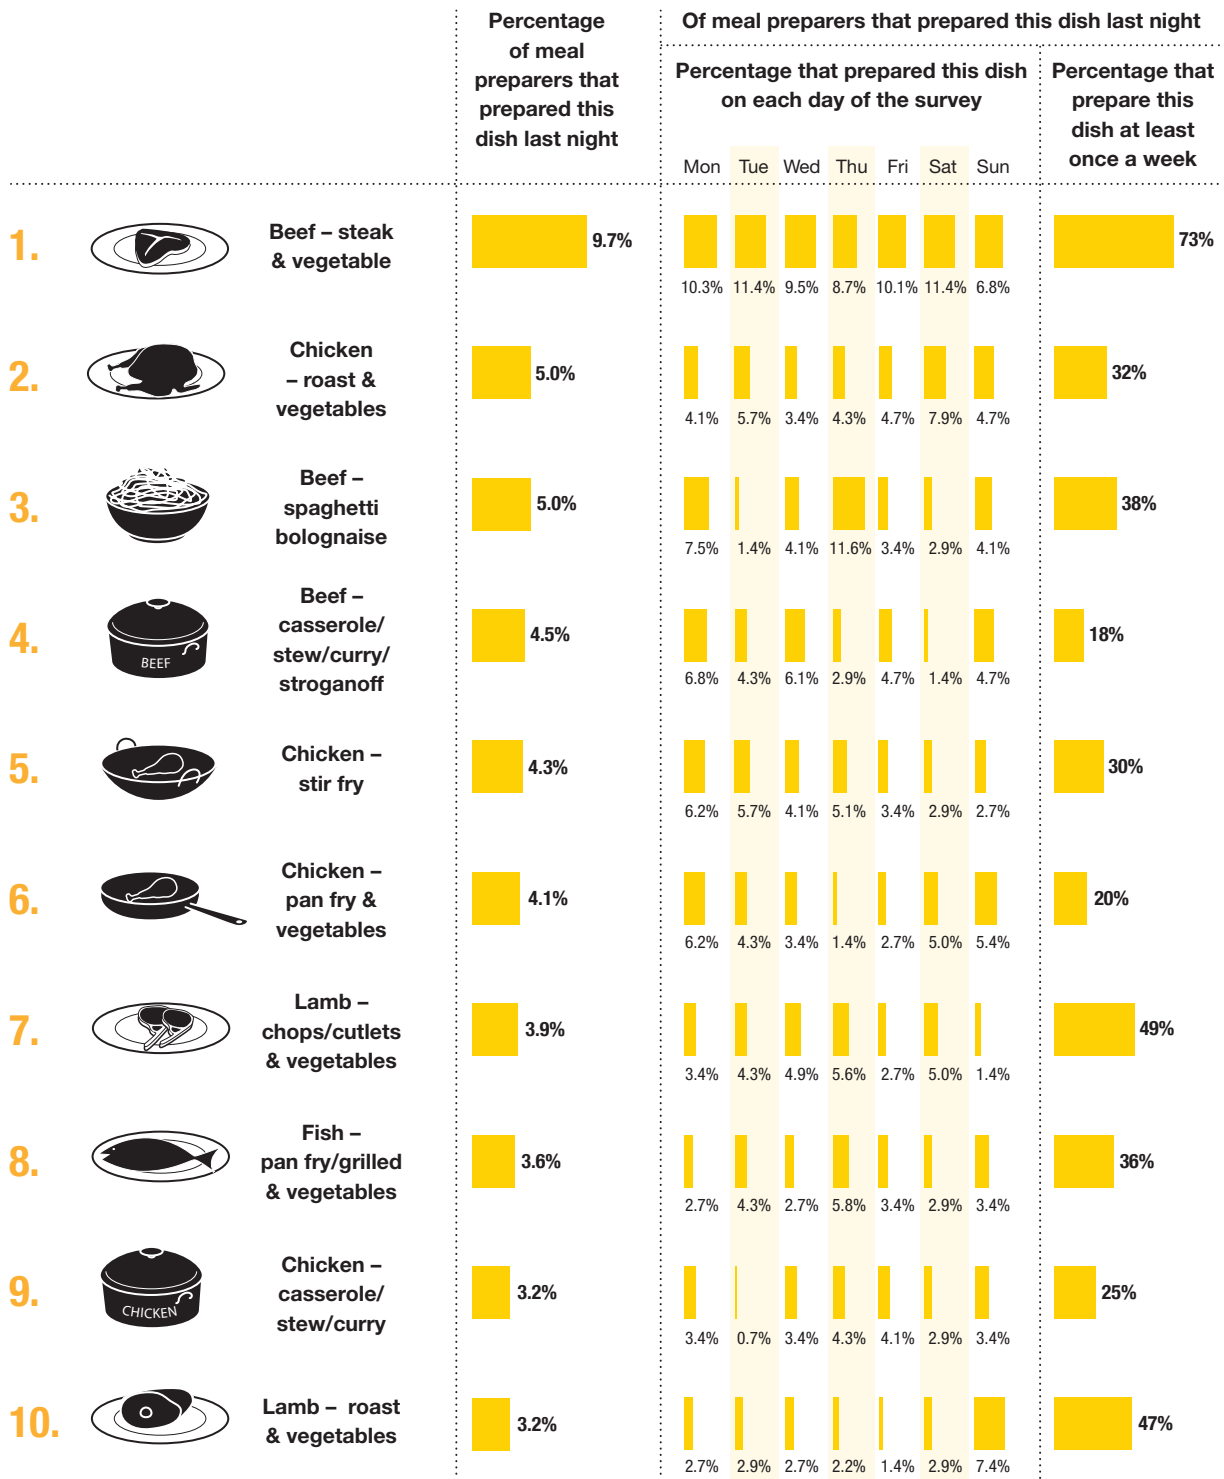 Percentage
of meal
preparers that
prepared this
dish last night
Of meal preparers that prepared this dish last night
Percentage that prepared this dish
on each day of the survey
Mon Tue Wed Thu Fri Sat Sun
Percentage that
prepare this
dish at least
once a week
1.
Beef – steak
& vegetable
9.7%
10.3% 11.4% 9.5% 8.7% 10.1% 11.4% 6.8%
73%
2.
Chicken
– roast &
vegetables
5.0%
4.1% 5.7% 3.4% 4.3% 4.7% 7.9% 4.7%
32%
3.
Beef –
spaghetti
bolognaise
5.0%
7.5% 1.4% 4.1% 11.6% 3.4% 2.9% 4.1%
38%
4.
BEEF
Beef –
casserole/
stew/curry/
stroganoff
4.5%
6.8% 4.3% 6.1% 2.9% 4.7% 1.4% 4.7%
18%
5.
Chicken –
stir fry
4.3%
6.2% 5.7% 4.1% 5.1% 3.4% 2.9% 2.7%
30%
6.
Chicken –
pan fry &
vegetables
4.1%
6.2% 4.3% 3.4% 1.4% 2.7% 5.0% 5.4%
20%
7.
Lamb –
chops/cutlets
& vegetables
3.9%
3.4% 4.3% 4.9% 5.6% 2.7% 5.0% 1.4%
49%
8.
Fish –
pan fry/grilled
& vegetables
3.6%
2.7% 4.3% 2.7% 5.8% 3.4% 2.9% 3.4%
36%
9.
CHICKEN
Chicken –
casserole/
stew/curry
3.2%
3.4% 0.7% 3.4% 4.3% 4.1% 2.9% 3.4%
25%
10.
Lamb – roast
& vegetables
3.2%
2.7% 2.9% 2.7% 2.2% 1.4% 2.9% 7.4%
47%